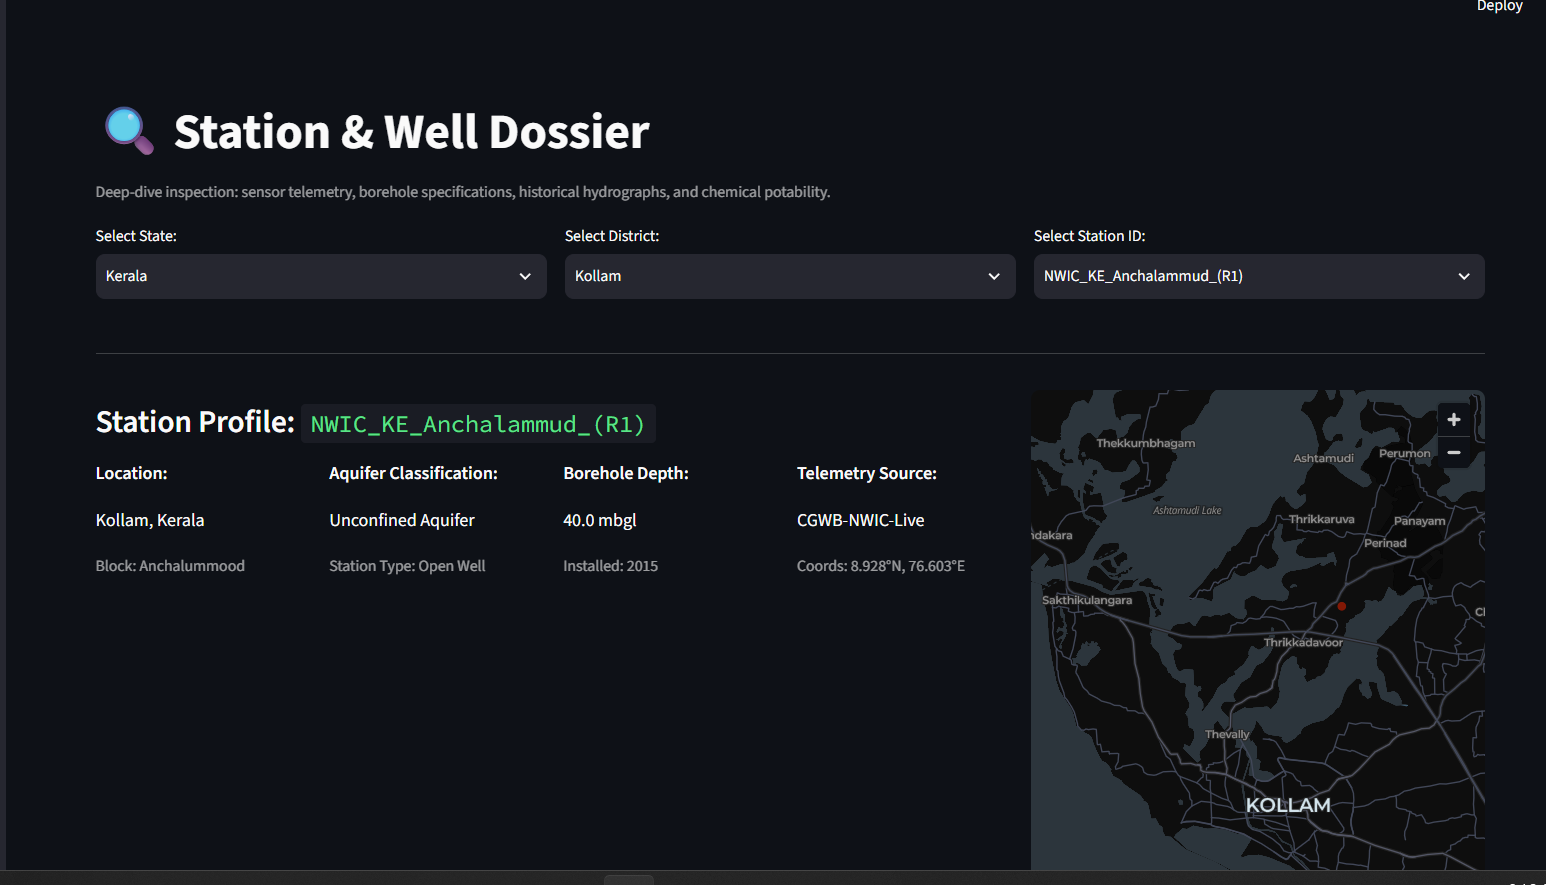 Deploy
Station & Well Dossier
Deep-dive inspection: sensor telemetry, borehole specifications, historical hydrographs, and chemical potability.
Select State:
Select District:
Select Station ID:
Kerala
Kollam
NWIC_KE_Anchalammud_(R1)
Station Profile: NWIC_KE_Anchalammud_(R1)
Location:
Aquifer Classification:
Borehole Depth:
Telemetry Source:
Kollam, Kerala
Unconfined Aquifer
40.0 mbgl
CGWB-NWIC-Live
Block: Anchalummood
Station Type: Open Well
Installed: 2015
Coords: 8.928°N, 76.603°E
+
−
Thekkumbhagam
Ashtamudi
Perumon
Ashtamudi Lake
Thrikkaruva
Panayam
ndakara
Perinad
Sakthikulangara
Thrikkadavoor
Thevally
KOLLAM